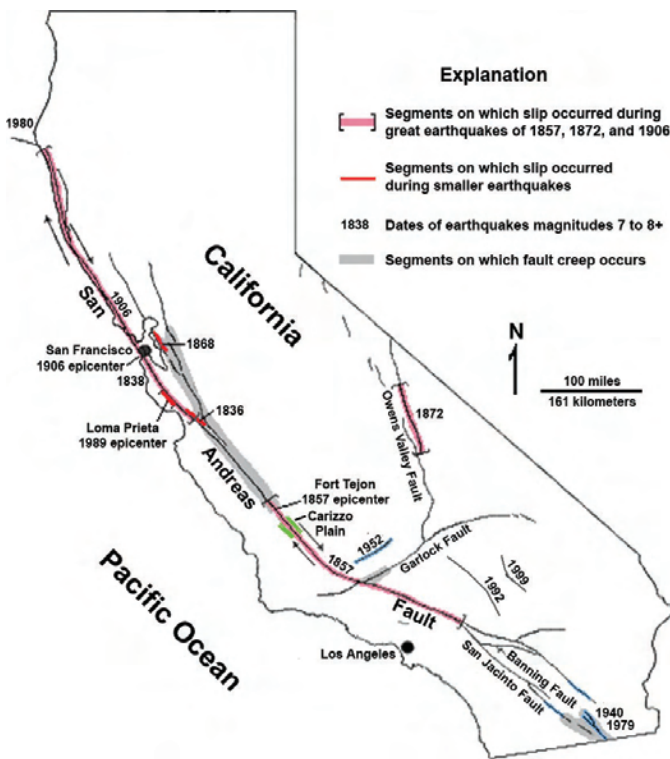 Explanation
Segments on which slip occurred during
great earthquakes of 1857, 1872, and 1906
Segments on which slip occurred
during smaller earthquakes
1838 Dates of earthquakes magnitudes 7 to 8+
Segments on which fault creep occurs
1980
California
San
1906
1868
San Francisco
1906 epicenter
1838
1836
Loma Prieta
1989 epicenter
N
100 miles
161 kilometers
1872
Owens Valley Fault
Andreas
Fort Tejon
1857 epicenter
Carizzo
Plain
1952
Garlock Fault
1857
1999
1992
Pacific Ocean
Fault
Los Angeles
Banning Fault
San Jacinto Fault
1940
1979